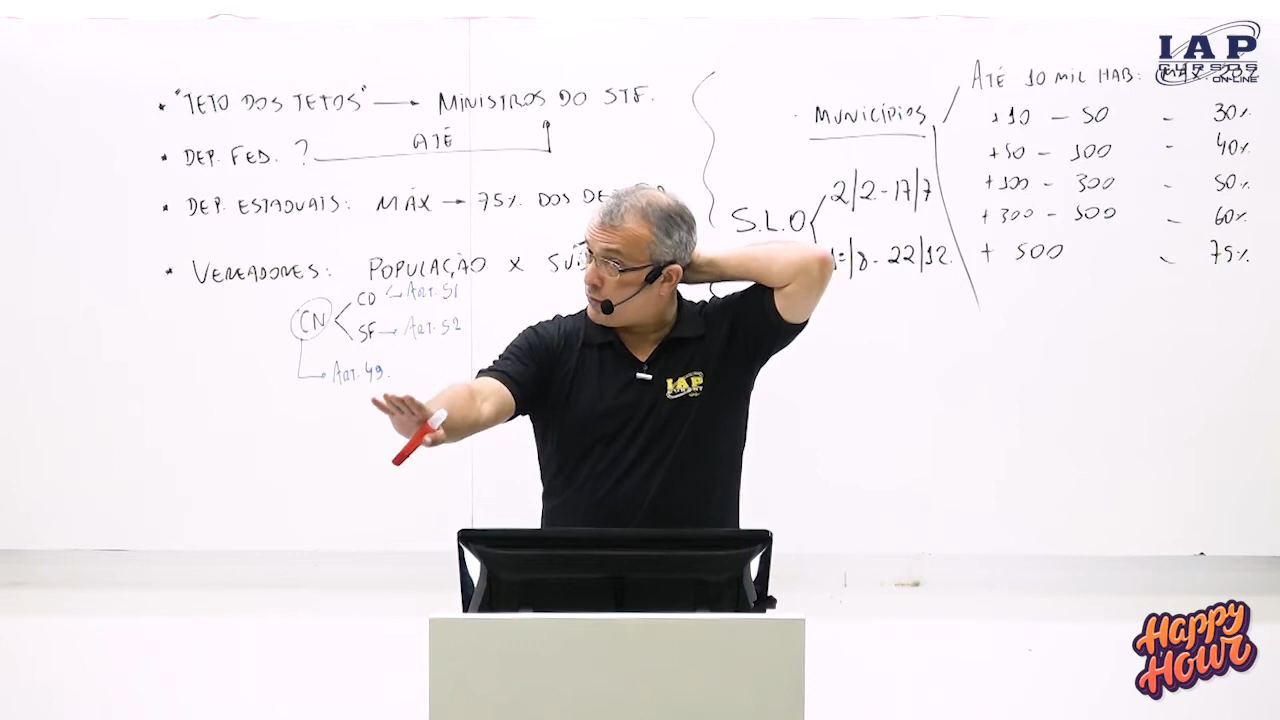 • "TETO DOS TETOS" → MINISTROS DO STF.
• DEP. FED. ? ATÉ
• DEP. ESTADUAIS: MÁX → 75% DOS
• VEREADORES: POPULAÇÃO X
CN
CD → ART. 51
SF → ART. 52
→ ART. 49.
S.L.O
2/2 - 17/7
/8 - 22/12.
• MUNICÍPIOS
ATÉ 10 MIL HAB: MÁX 20%
+10 - 50 - 30%
+50 - 100 - 40%
+100 - 300 - 50%
+300 - 500 - 60%
+ 500 - 75%
IAP
CURSOS
ON-LINE
IAP
Happy
Hour